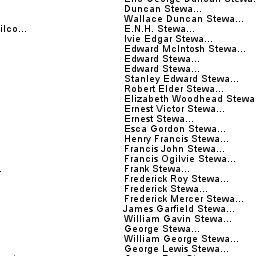 Duncan Stewa...
Wallace Duncan Stewa...
ilco... E.N.H. Stewa...
Ivie Edgar Stewa...
Edward McIntosh Stewa...
Edward Stewa...
Edward Stewa...
Stanley Edward Stewa...
Robert Elder Stewa...
Elizabeth Woodhead Stewa
Ernest Victor Stewa...
Ernest Stewa...
Esca Gordon Stewa...
Henry Francis Stewa...
Francis John Stewa...
Francis Ogilvie Stewa...
Frank Stewa...
Frederick Roy Stewa...
Frederick Stewa...
Frederick Mercer Stewa...
James Garfield Stewa...
William Gavin Stewa...
George Stewa...
William George Stewa...
George Lewis Stewa...